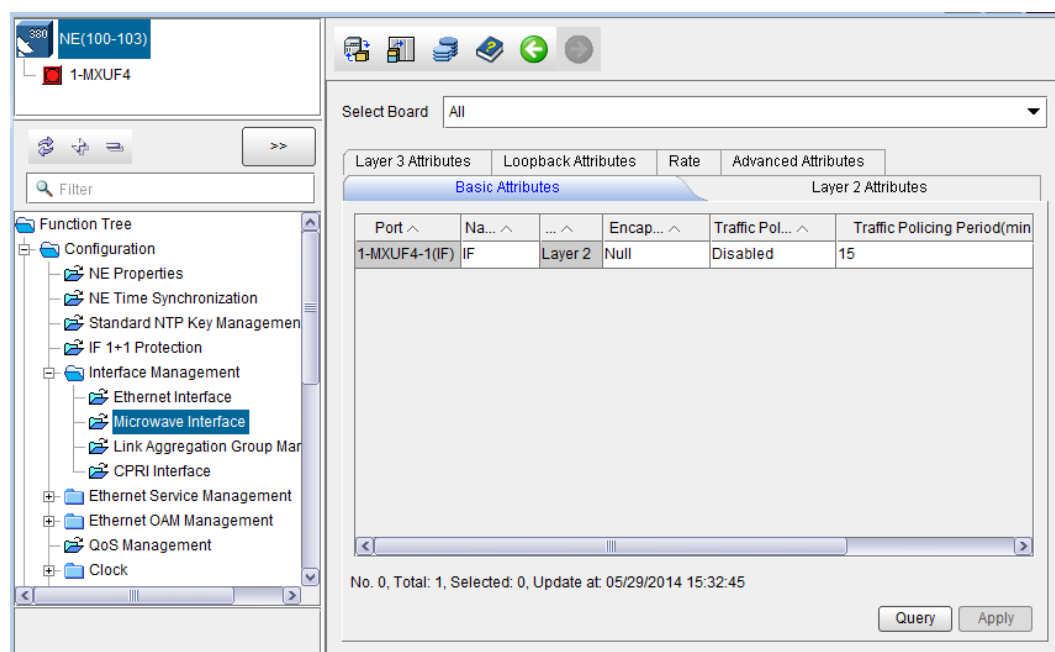 380
NE(100-103)
1-MXUF4
>>
Filter
Function Tree
Configuration
NE Properties
NE Time Synchronization
Standard NTP Key Managemen
IF 1+1 Protection
Interface Management
Ethernet Interface
Microwave Interface
Link Aggregation Group Mar
CPRI Interface
Ethernet Service Management
Ethernet OAM Management
QoS Management
Clock
Select Board All
Layer 3 Attributes Loopback Attributes Rate Advanced Attributes
Basic Attributes Layer 2 Attributes
Port Na... ... Encap... Traffic Pol... Traffic Policing Period(min
1-MXUF4-1(IF) IF Layer 2 Null Disabled 15
No. 0, Total: 1, Selected: 0, Update at: 05/29/2014 15:32:45
Query Apply